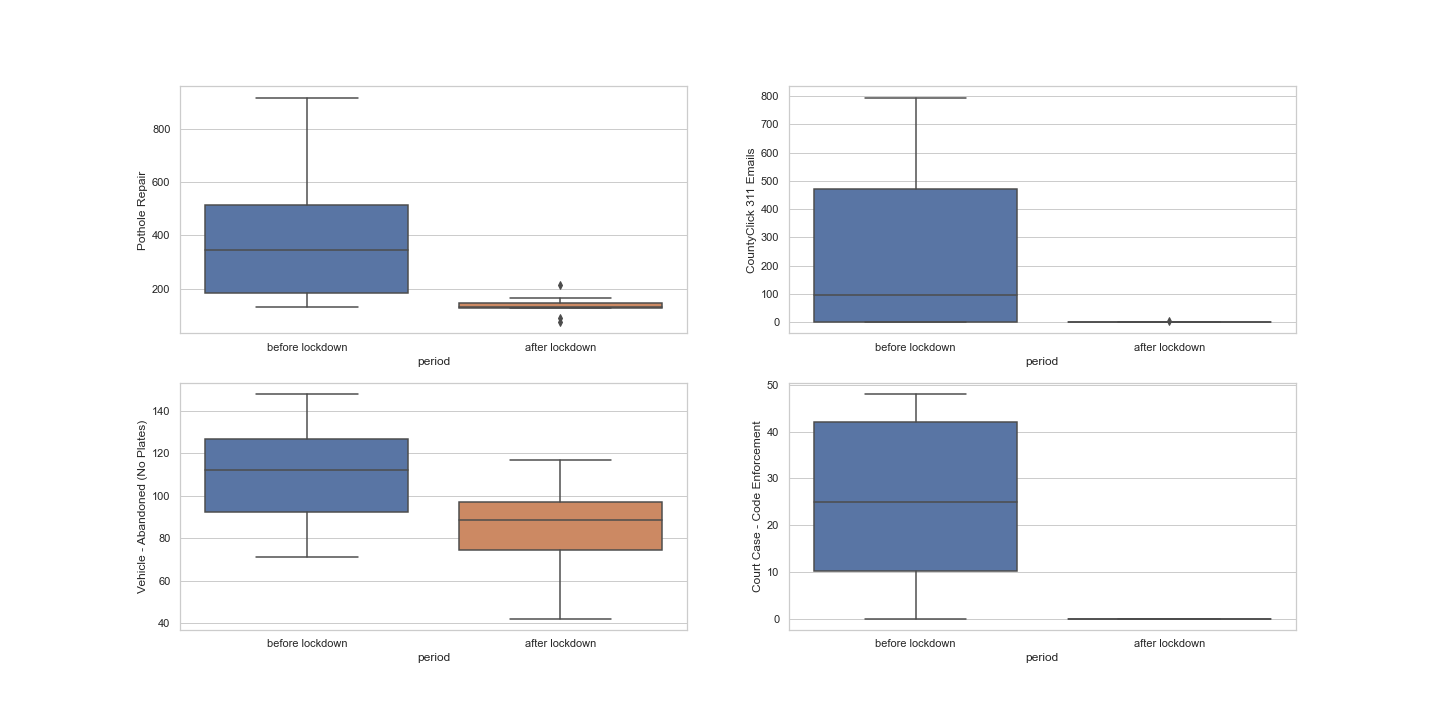 Pothole Repair
800
600
400
200
before lockdown
after lockdown
period
CountyClick 311 Emails
800
700
600
500
400
300
200
100
0
before lockdown
after lockdown
period
Vehicle - Abandoned (No Plates)
140
120
100
80
60
40
before lockdown
after lockdown
period
Court Case - Code Enforcement
50
40
30
20
10
0
before lockdown
after lockdown
period